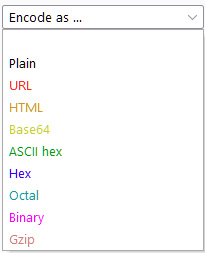 Encode as ...
Plain
URL
HTML
Base64
ASCII hex
Hex
Octal
Binary
Gzip